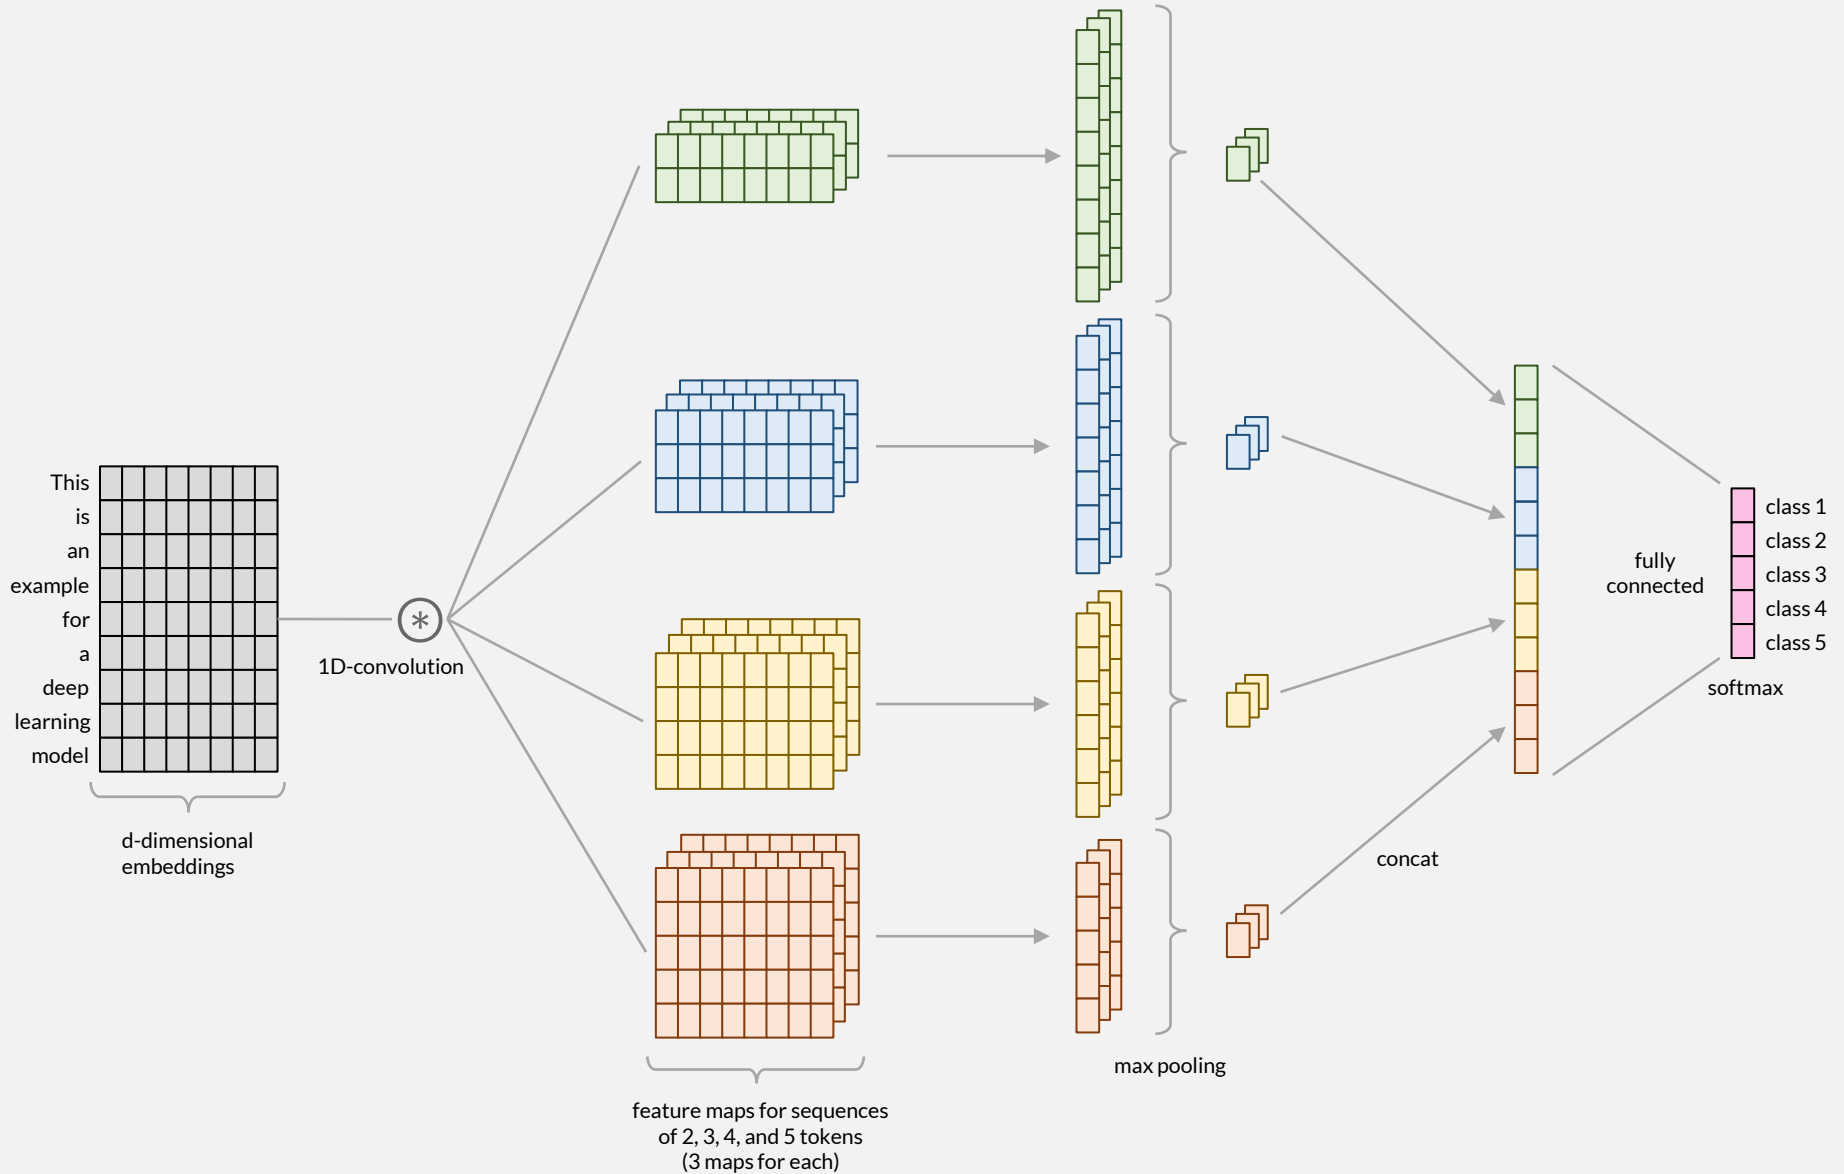 This
is
an
example
for
a
deep
learning
model
d-dimensional
embeddings
*
1D-convolution
feature maps for sequences
of 2, 3, 4, and 5 tokens
(3 maps for each)
max pooling
concat
fully
connected
class 1
class 2
class 3
class 4
class 5
softmax